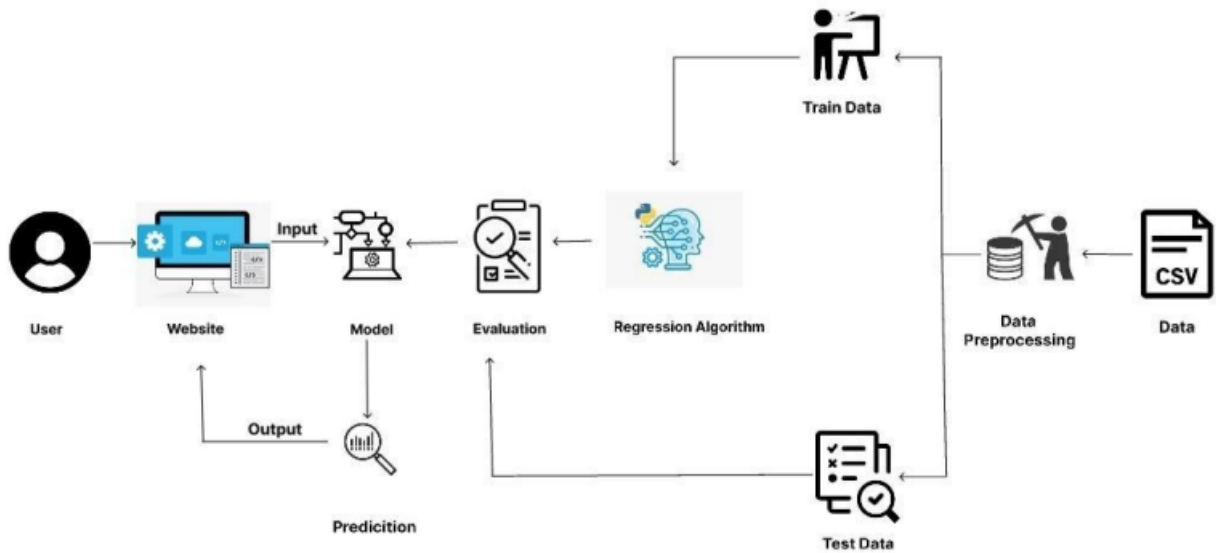 Train Data
Input
CSV
User
Website
Model
Evaluation
Regression Algorithm
Data
Preprocessing
Data
Output
Predicition
Test Data